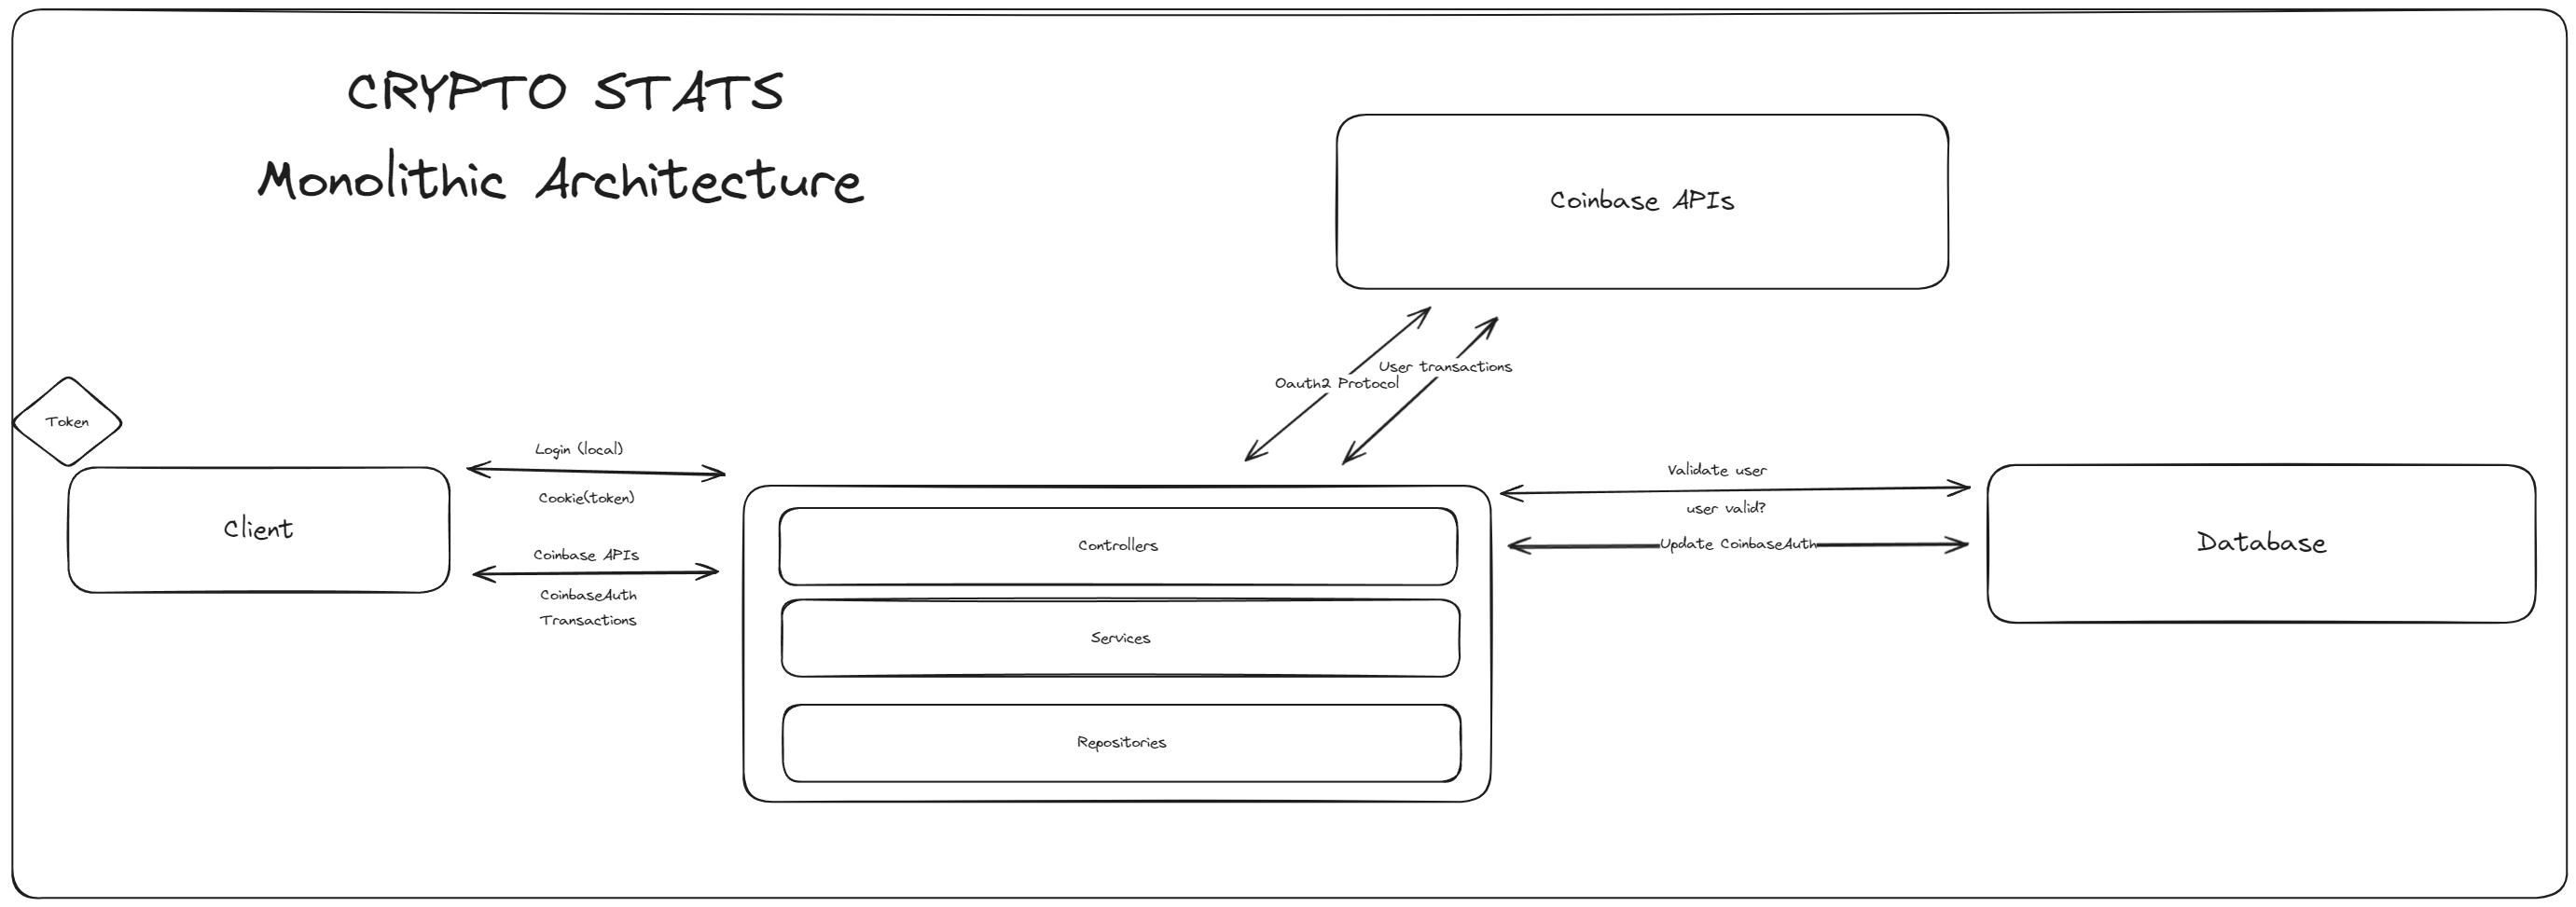 CRYPTO STATS
Monolithic Architecture
Coinbase APIs
User transactions
Oauth2 Protocol
Token
Login (local)
Cookie(token)
Client
Coinbase APIs
CoinbaseAuth
Transactions
Controllers
Services
Repositories
Validate user
user valid?
Update CoinbaseAuth
Database